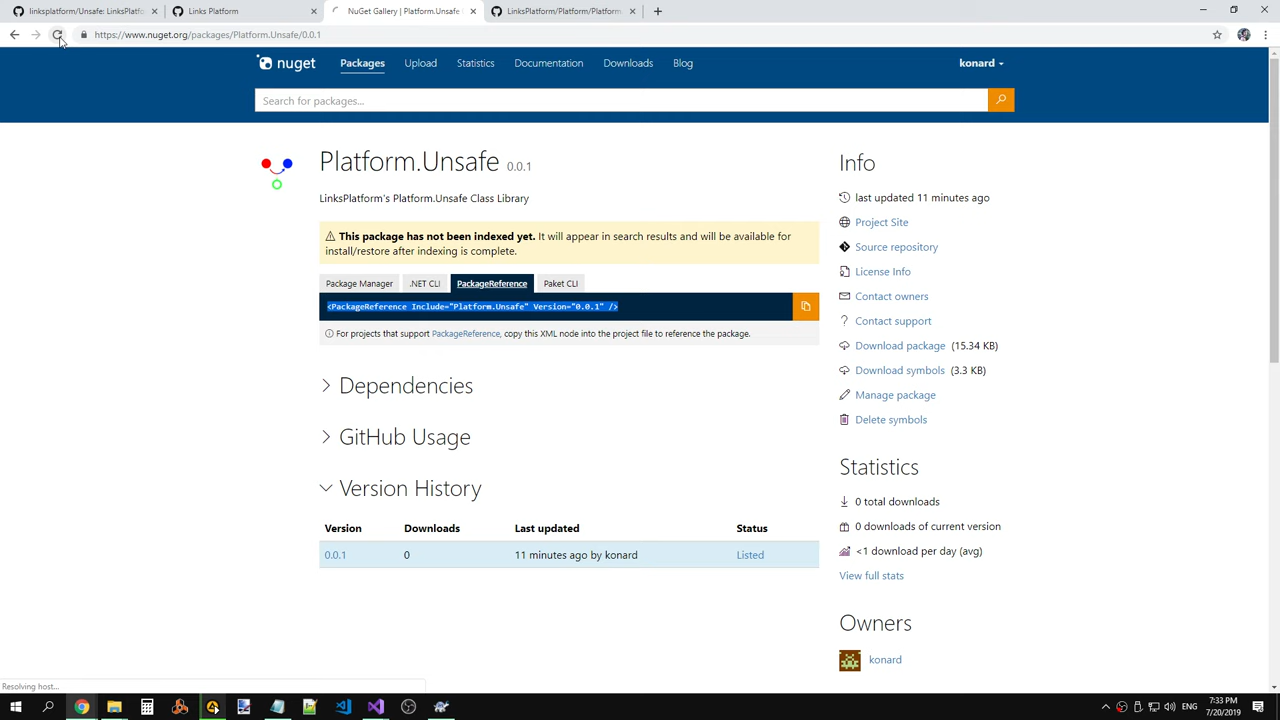 linksplatform/Unsafe: LinksPlatf
Links Platform
NuGet Gallery | Platform.Unsafe
LinksPlatform/Platform/Platform.
https://www.nuget.org/packages/Platform.Unsafe/0.0.1
nuget
Packages
Upload
Statistics
Documentation
Downloads
Blog
konard
Search for packages...
Platform.Unsafe 0.0.1
LinksPlatform's Platform.Unsafe Class Library
This package has not been indexed yet. It will appear in search results and will be available for
install/restore after indexing is complete.
Package Manager
.NET CLI
PackageReference
Paket CLI
<PackageReference Include="Platform.Unsafe" Version="0.0.1" />
For projects that support PackageReference, copy this XML node into the project file to reference the package.
Dependencies
GitHub Usage
Version History
Version Downloads Last updated Status
0.0.1 0 11 minutes ago by konard Listed
Info
last updated 11 minutes ago
Project Site
Source repository
License Info
Contact owners
Contact support
Download package (15.34 KB)
Download symbols (3.3 KB)
Manage package
Delete symbols
Statistics
0 total downloads
0 downloads of current version
<1 download per day (avg)
View full stats
Owners
konard
Resolving host...
ENG
7:33 PM
7/20/2019